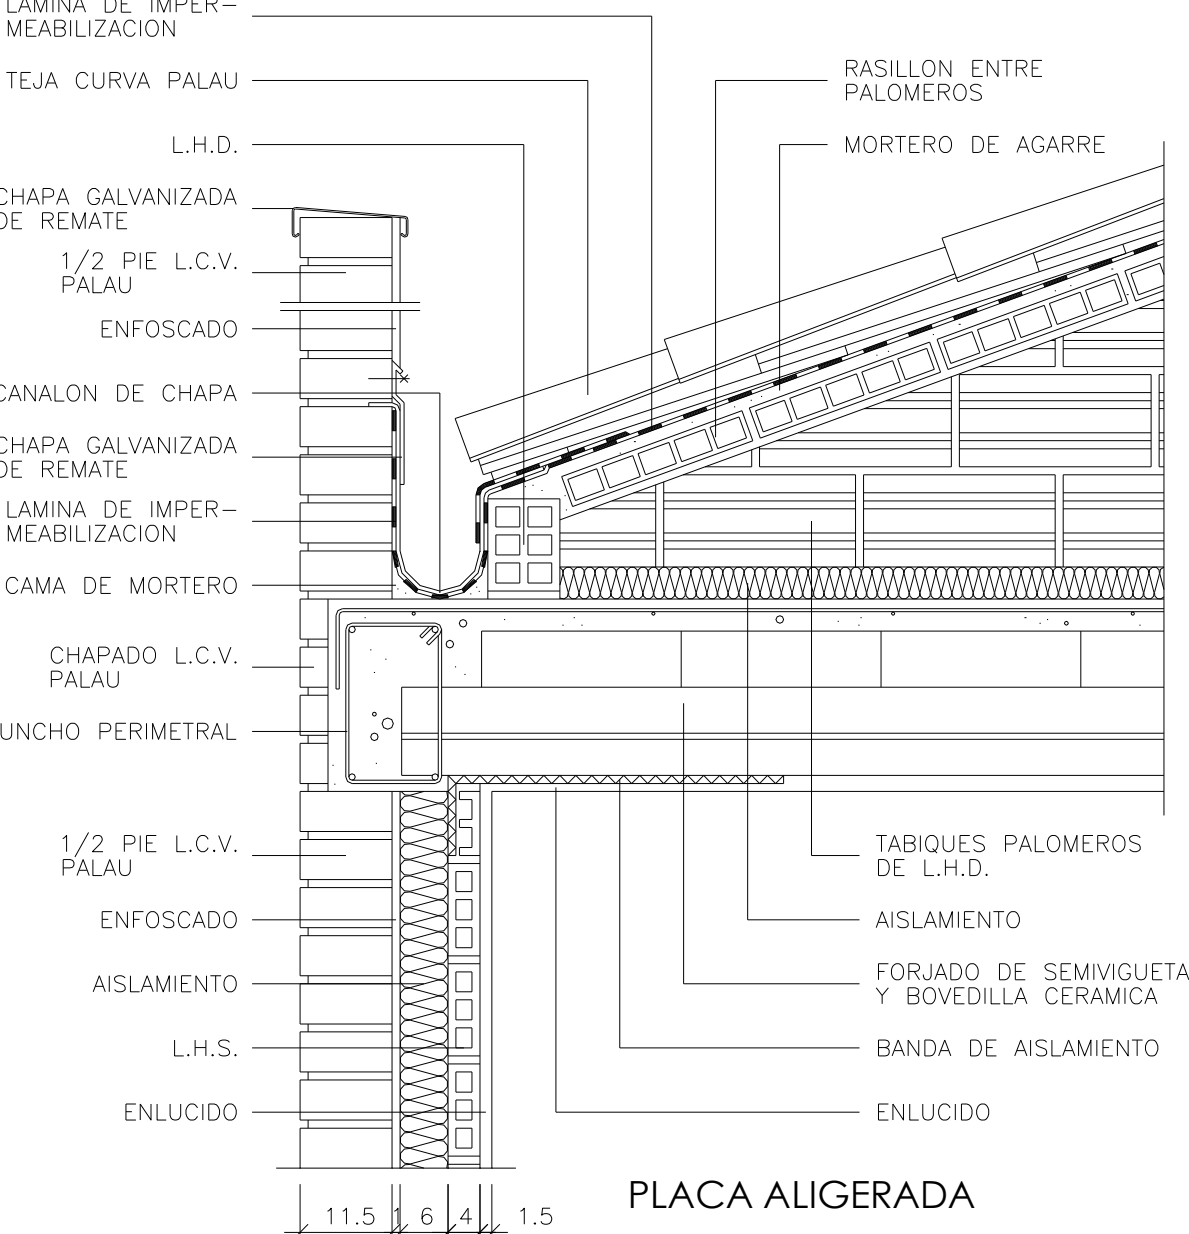 LAMINA DE IMPER–
MEABILIZACION
TEJA CURVA PALAU
L.H.D.
CHAPA GALVANIZADA
DE REMATE
1/2 PIE L.C.V.
PALAU
ENFOSCADO
CANALON DE CHAPA
CHAPA GALVANIZADA
DE REMATE
LAMINA DE IMPER–
MEABILIZACION
CAMA DE MORTERO
CHAPADO L.C.V.
PALAU
UNCHO PERIMETRAL
1/2 PIE L.C.V.
PALAU
ENFOSCADO
AISLAMIENTO
L.H.S.
ENLUCIDO
RASILLON ENTRE
PALOMEROS
MORTERO DE AGARRE
TABIQUES PALOMEROS
DE L.H.D.
AISLAMIENTO
FORJADO DE SEMIVIGUETA
Y BOVEDILLA CERAMICA
BANDA DE AISLAMIENTO
ENLUCIDO
PLACA ALIGERADA
11.5 1 6 4 1.5